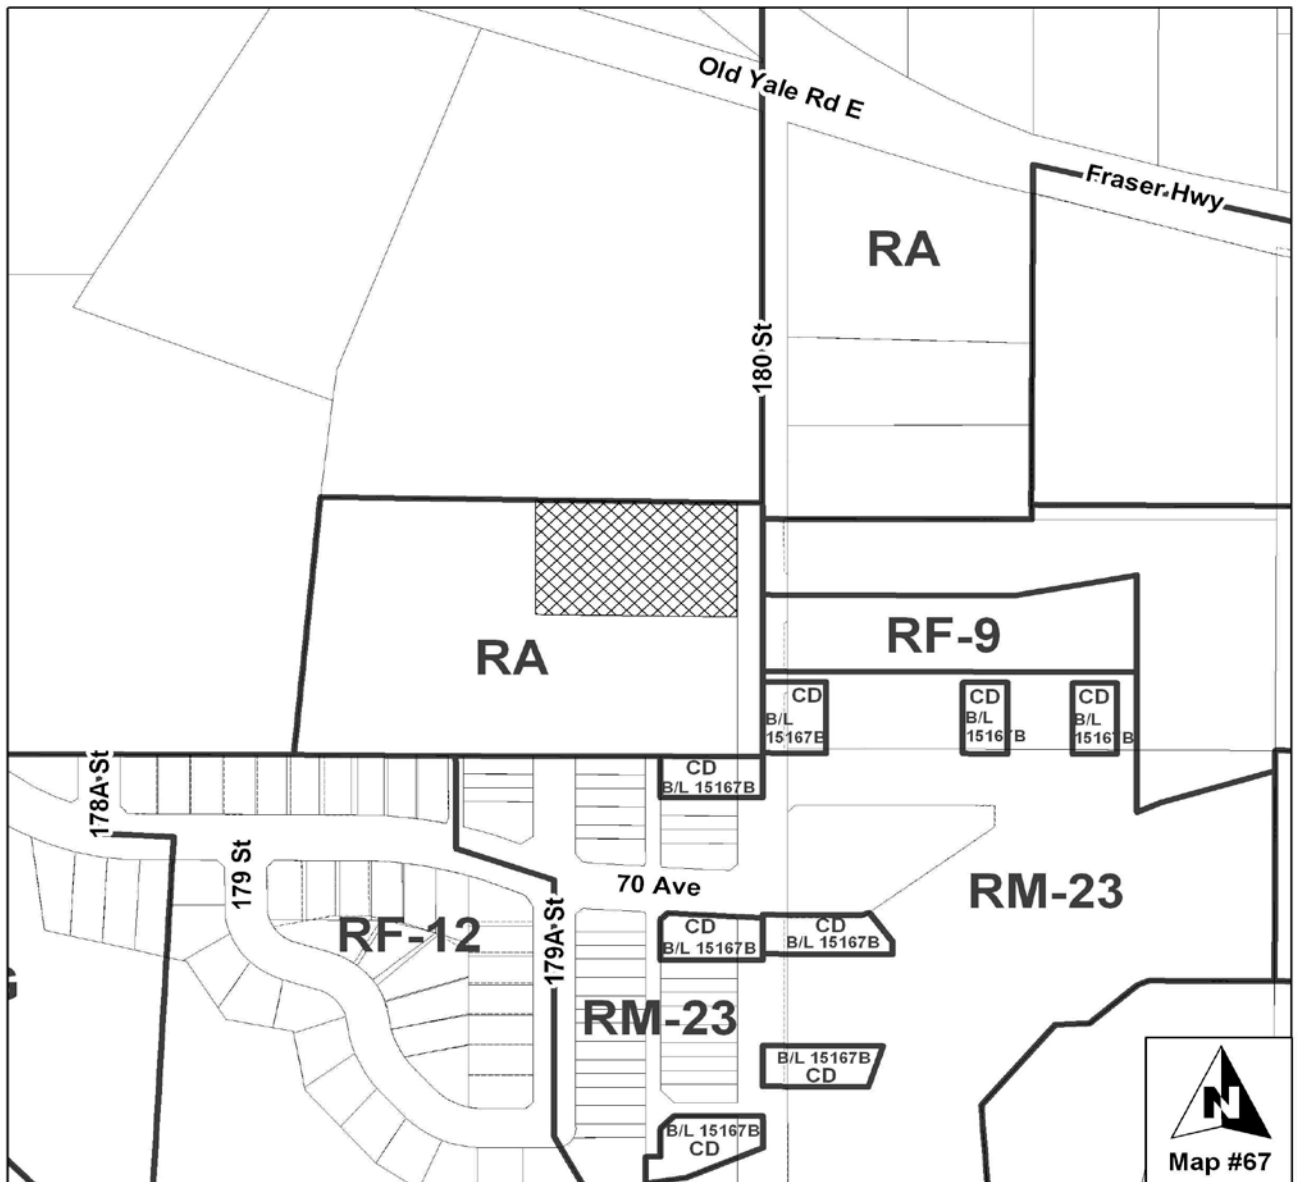 Old Yale Rd E
Fraser Hwy
RA
180 St
RF-9
RA
CD
B/L
15167B
CD
B/L
15167B
CD
B/L
15167B
178A St
CD
B/L 15167B
179 St
70 Ave
RM-23
RF-12
179A St
CD
B/L 15167B
CD
B/L 15167B
RM-23
B/L 15167B
CD
B/L 15167B
CD
N
Map #67